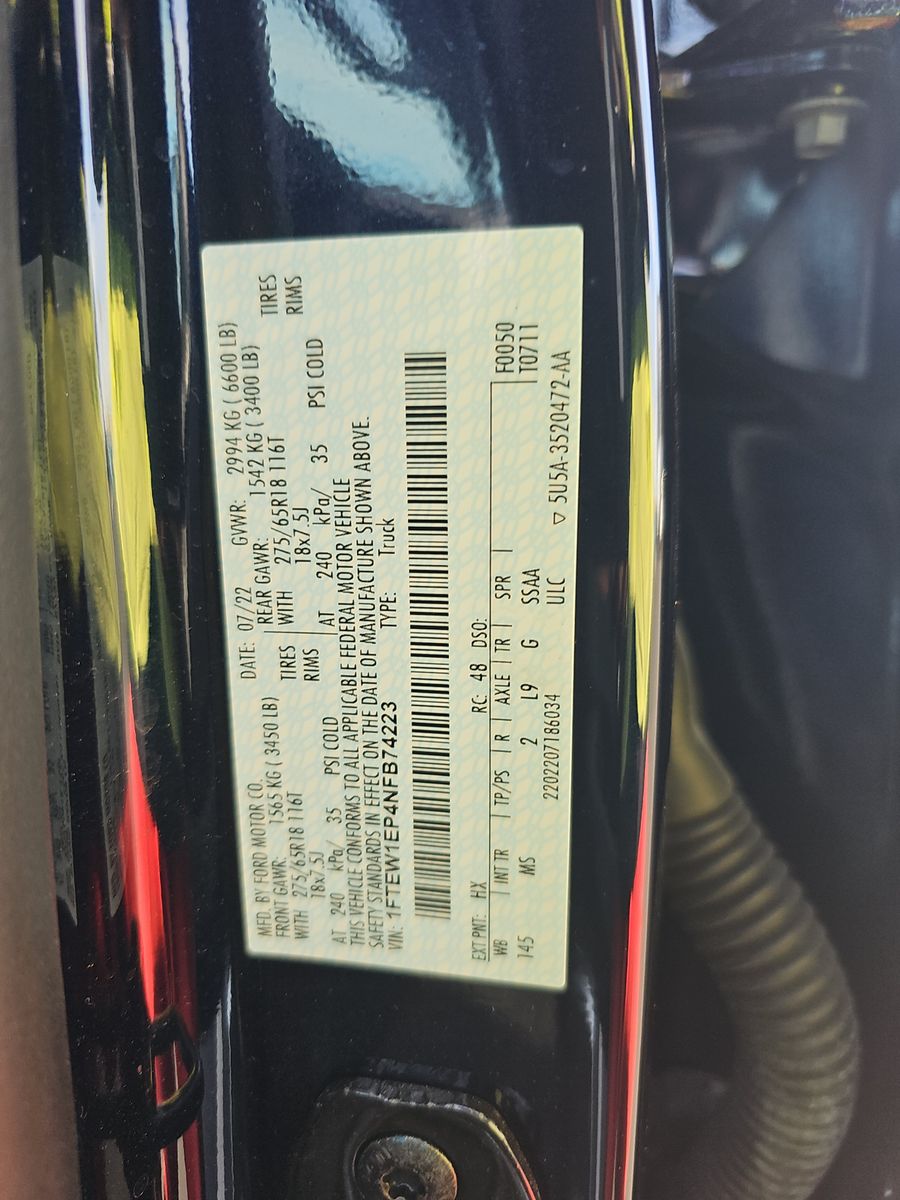 MFD. BY FORD MOTOR CO. DATE: 07/22 GVWR: 2994 KG ( 6600 LB)
FRONT GAWR: 1565 KG ( 3450 LB) REAR GAWR: 1542 KG ( 3400 LB)
WITH 275/65R18 116T TIRES WITH 275/65R18 116T TIRES
18x7.5J RIMS 18x7.5J RIMS
AT 240 kPa/ 35 PSI COLD AT 240 kPa/ 35 PSI COLD
THIS VEHICLE CONFORMS TO ALL APPLICABLE FEDERAL MOTOR VEHICLE
SAFETY STANDARDS IN EFFECT ON THE DATE OF MANUFACTURE SHOWN ABOVE.
VIN: 1FTEW1EP4NFB74223 TYPE: Truck
EXT PNT: HX RC: 48 DSO: F0050
WB INT TR TP/PS R AXLE TR SPR T0711
145 MS 2 L9 G SSAA
ULC
2202207186034 ▽ 5U5A-3520472-AA